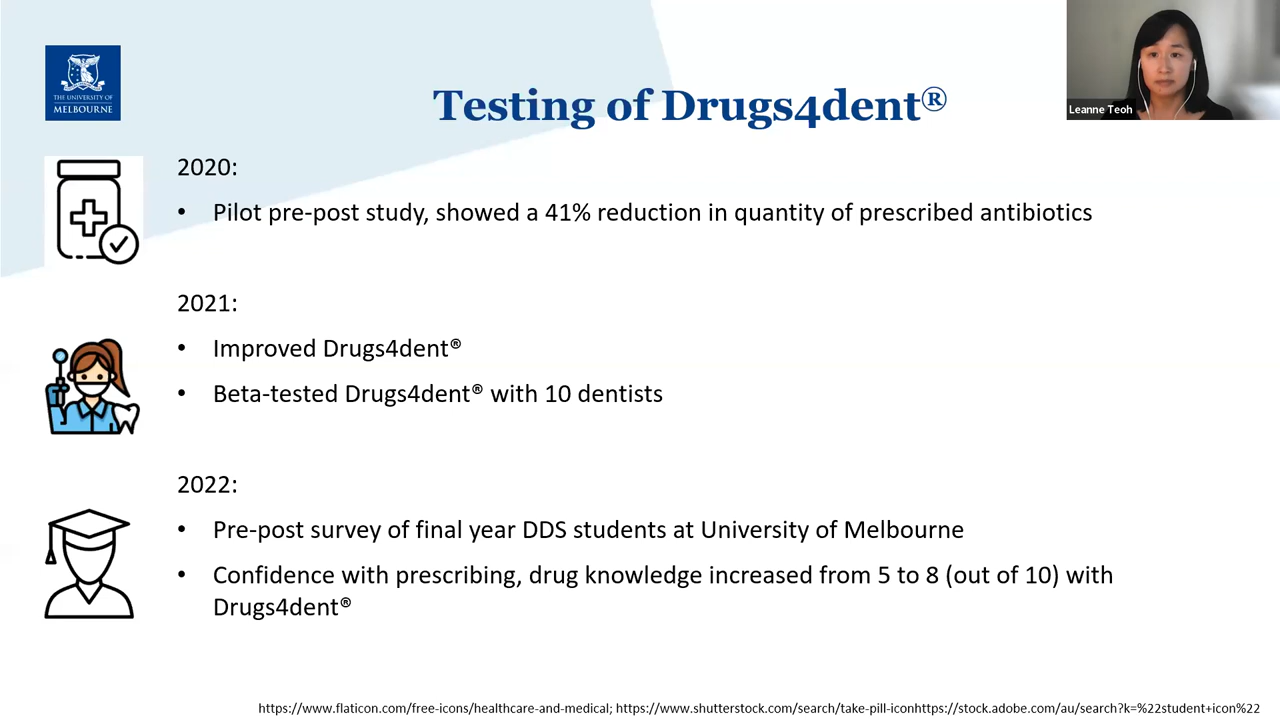 THE UNIVERSITY OF
MELBOURNE
Testing of Drugs4dent®
Leanne Teoh
2020:
• Pilot pre-post study, showed a 41% reduction in quantity of prescribed antibiotics
2021:
• Improved Drugs4dent®
• Beta-tested Drugs4dent® with 10 dentists
2022:
• Pre-post survey of final year DDS students at University of Melbourne
• Confidence with prescribing, drug knowledge increased from 5 to 8 (out of 10) with
Drugs4dent®
https://www.flaticon.com/free-icons/healthcare-and-medical; https://www.shutterstock.com/search/take-pill-iconhttps://stock.adobe.com/au/search?k=%22student+icon%22